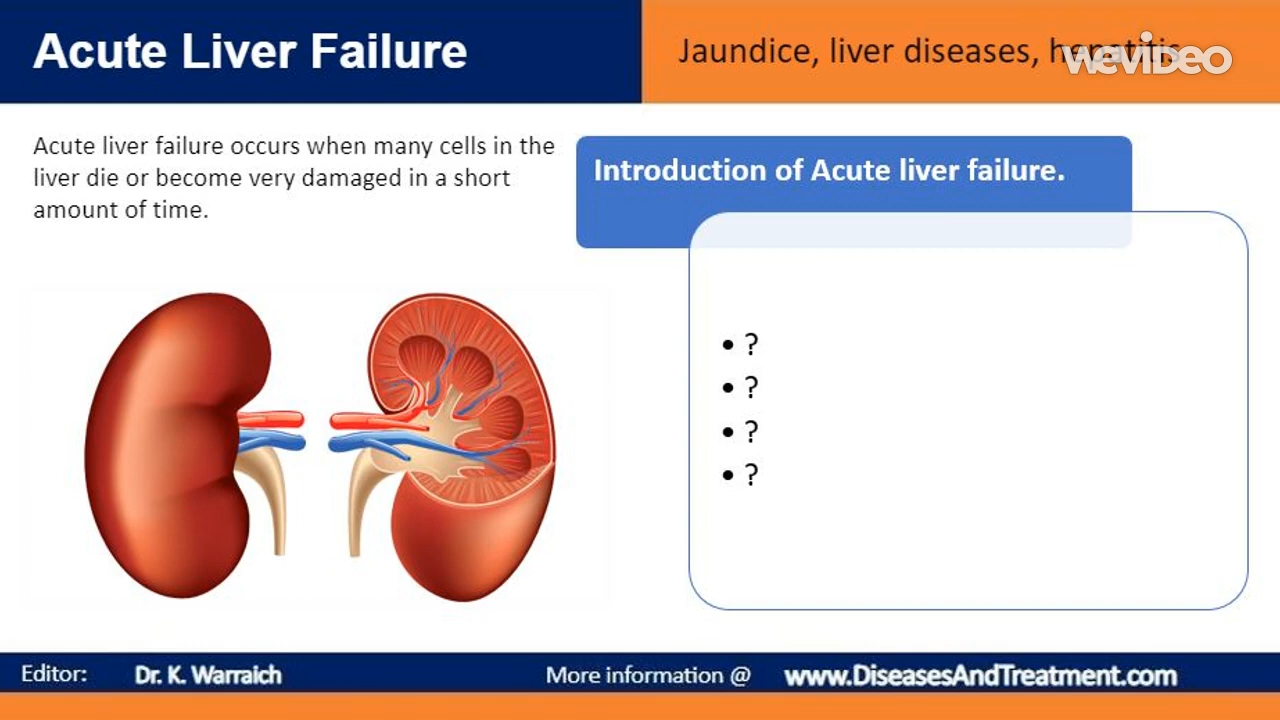 Acute Liver Failure
Jaundice, liver diseases, hepatitis
wevideo
Acute liver failure occurs when many cells in the
liver die or become very damaged in a short
amount of time.
Introduction of Acute liver failure.
• ?
• ?
• ?
• ?
Editor: Dr. K. Warraich
More information @ www.DiseasesAndTreatment.com